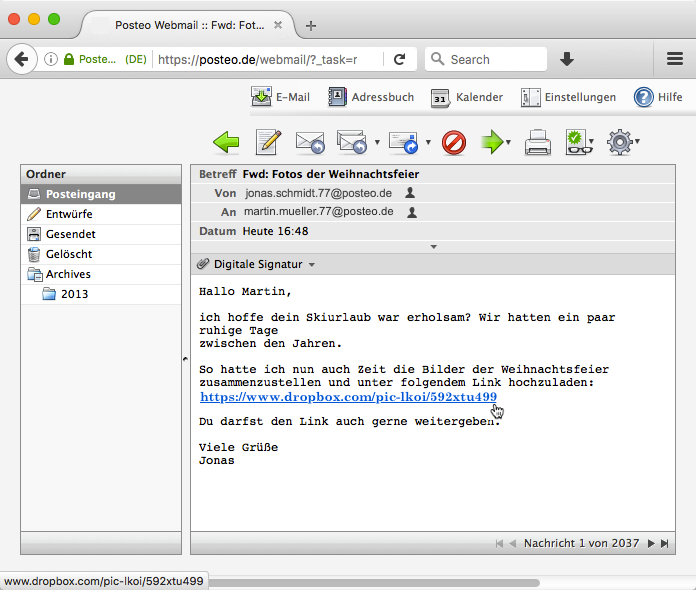 Posteo Webmail :: Fwd: Fot...
Poste... (DE) https://posteo.de/webmail/?_task=r Search
E-Mail Adressbuch 31 Kalender Einstellungen Hilfe
Ordner
Posteingang
Entwürfe
Gesendet
Gelöscht
Archives
2013
Betreff Fwd: Fotos der Weihnachtsfeier
Von jonas.schmidt.77@posteo.de
An martin.mueller.77@posteo.de
Datum Heute 16:48
Digitale Signatur
Hallo Martin,
ich hoffe dein Skiurlaub war erholsam? Wir hatten ein paar
ruhige Tage
zwischen den Jahren.
So hatte ich nun auch Zeit die Bilder der Weihnachtsfeier
zusammenzustellen und unter folgendem Link hochzuladen:
https://www.dropbox.com/pic-lkoi/592xtu499
Du darfst den Link auch gerne weitergeben.
Viele Grüße
Jonas
Nachricht 1 von 2037
www.dropbox.com/pic-lkoi/592xtu499